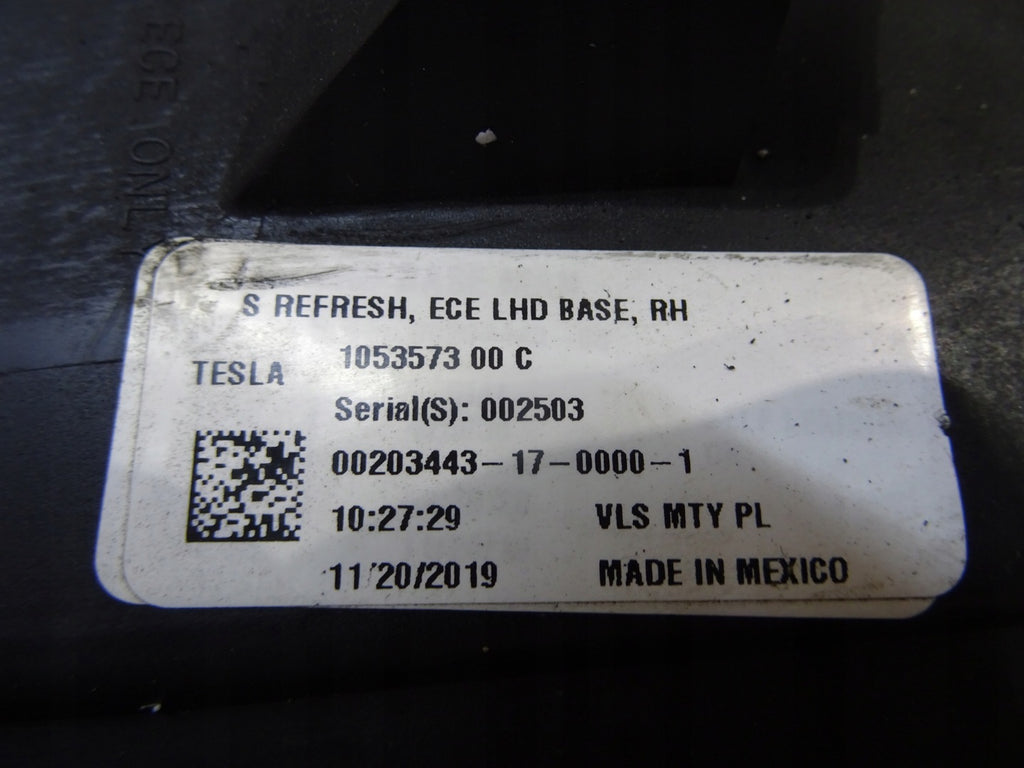 ECE ONL
S REFRESH, ECE LHD BASE, RH
TESLA
1053573 00 C
Serial(S): 002503
00203443-17-0000-1
10:27:29 VLS MTY PL
11/20/2019 MADE IN MEXICO